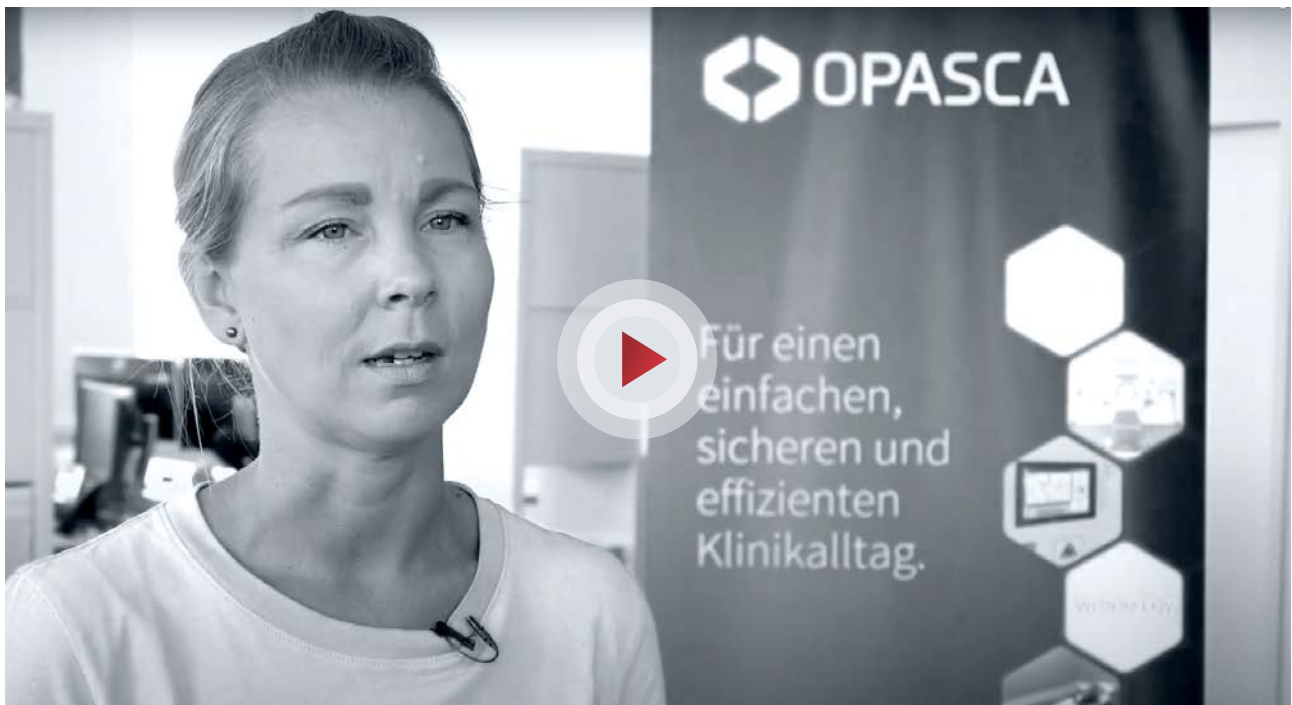 OPASCA
Für einen
einfachen,
sicheren und
effizienten
Klinikalltag.